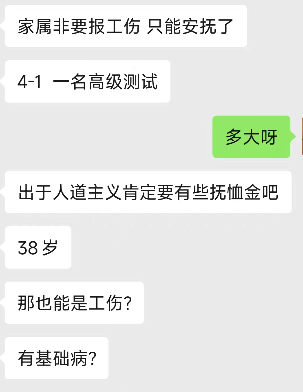 家属非要报工伤 只能安抚了
4-1 一名高级测试
多大呀
出于人道主义肯定要有些抚恤金吧
38岁
那也能是工伤？
有基础病？